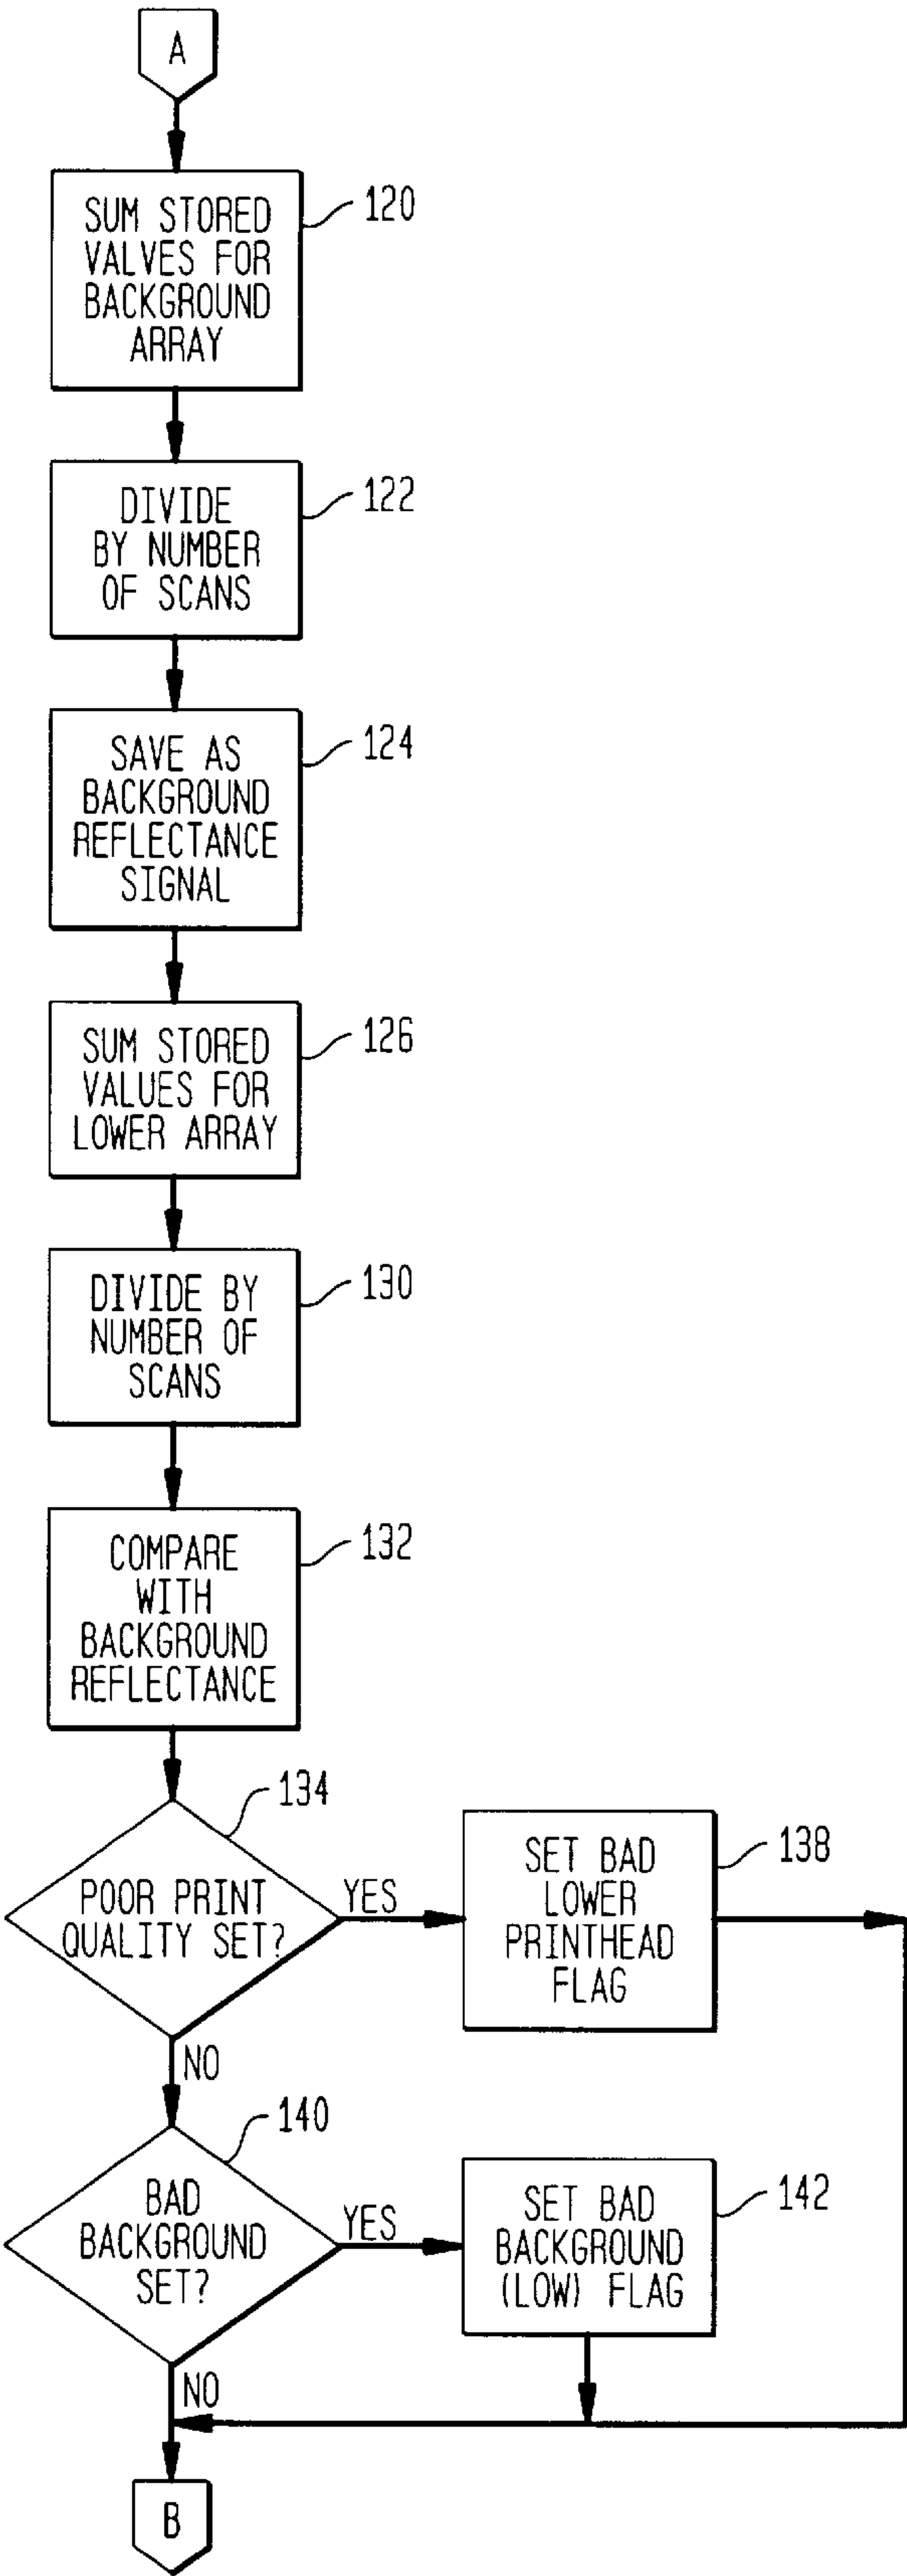 A
SUM STORED
VALVES FOR
BACKGROUND
ARRAY
120
DIVIDE
BY NUMBER
OF SCANS
122
SAVE AS
BACKGROUND
REFLECTANCE
SIGNAL
124
SUM STORED
VALUES FOR
LOWER ARRAY
126
DIVIDE BY
NUMBER OF
SCANS
130
COMPARE
WITH
BACKGROUND
REFLECTANCE
132
134
POOR PRINT
QUALITY SET?
YES
SET BAD
LOWER
PRINTHEAD
FLAG
138
NO
140
BAD
BACKGROUND
SET?
YES
SET BAD
BACKGROUND
(LOW) FLAG
142
NO
B